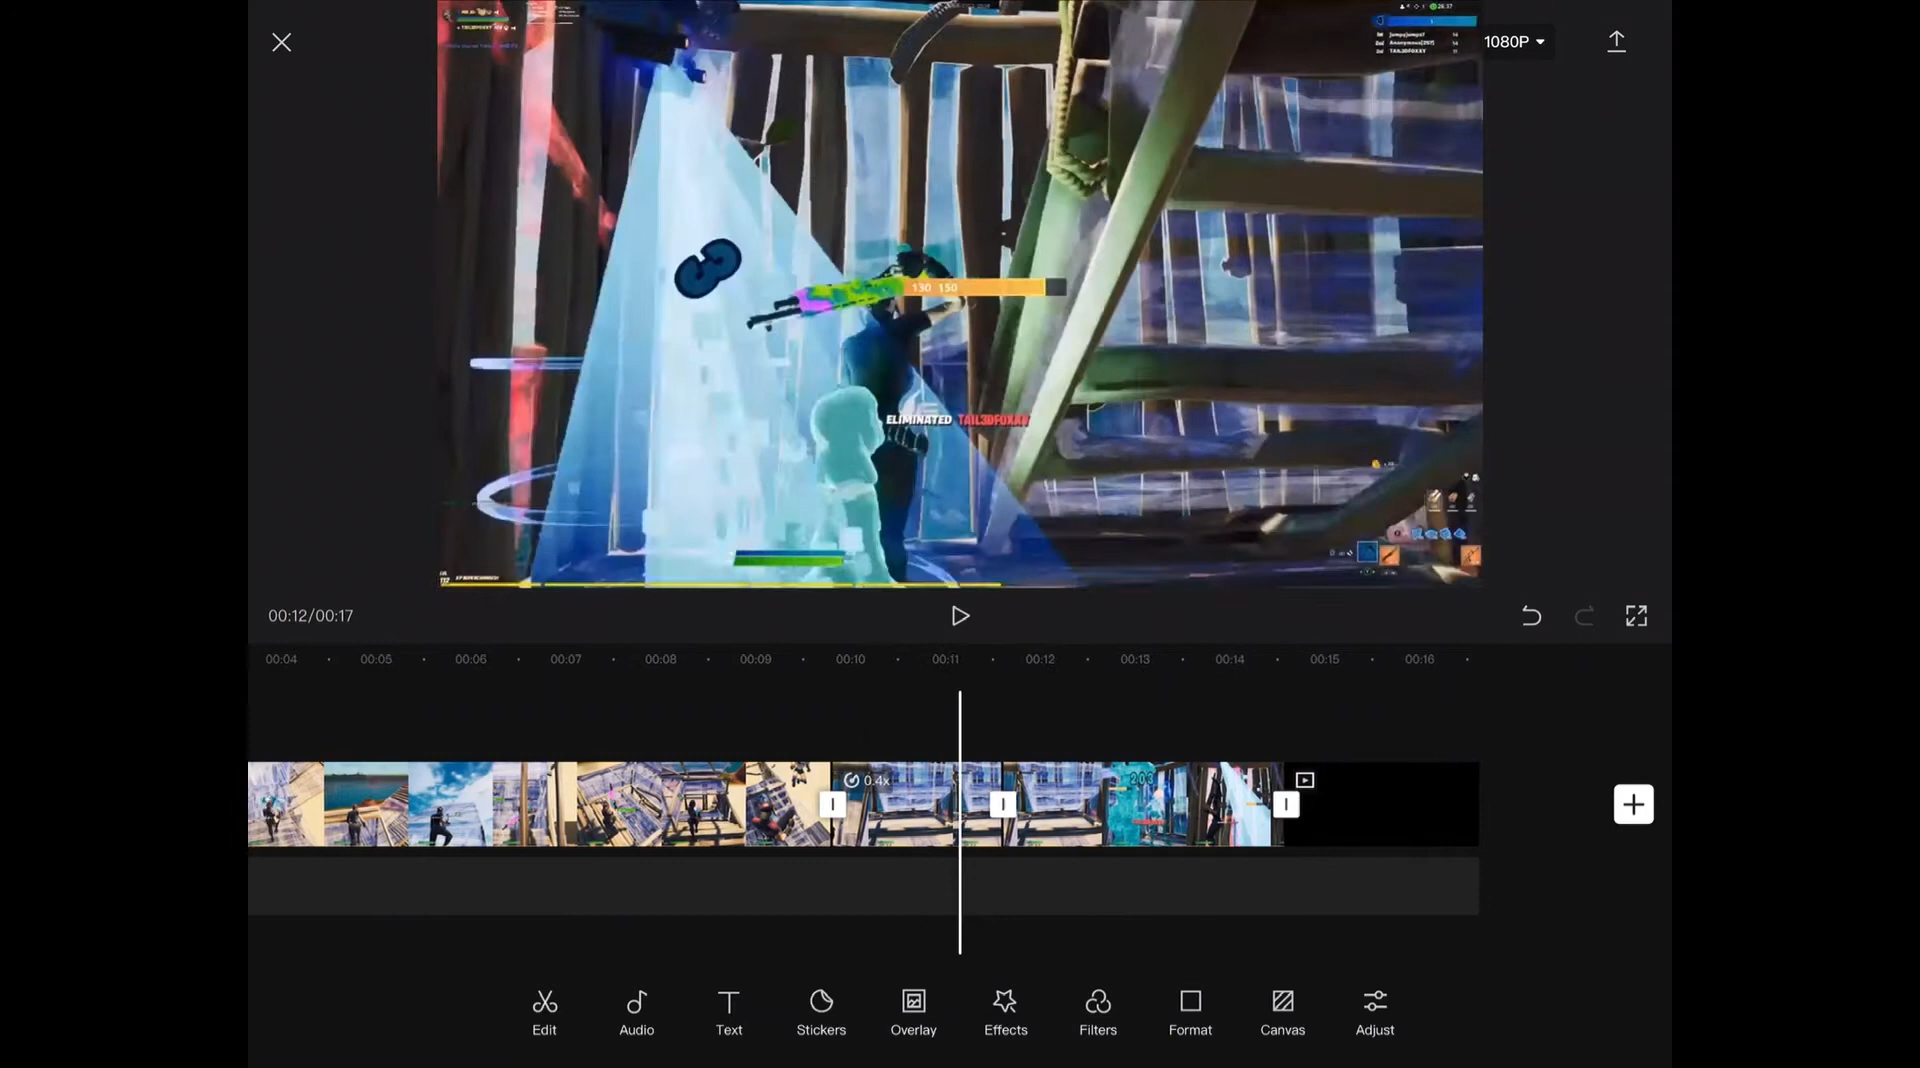 1080P
130 150
ELIMINATED TAIL3DFOXXY
00:12/00:17
00:04 00:05 00:06 00:07 00:08 00:09 00:10 00:11 00:12 00:13 00:14 00:15 00:16
0.4x
203
Edit Audio Text Stickers Overlay Effects Filters Format Canvas Adjust